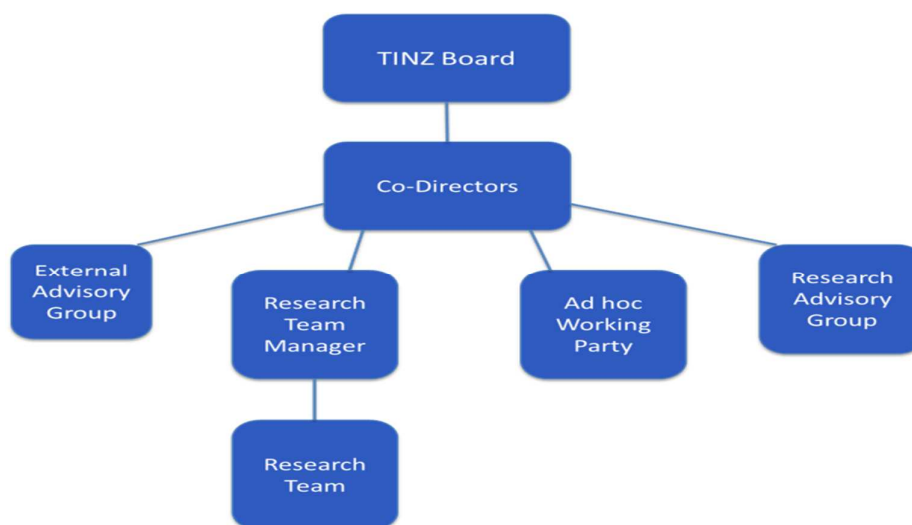 TINZ Board
Co-Directors
External
Advisory
Group
Research
Team
Manager
Ad hoc
Working
Party
Research
Advisory
Group
Research
Team